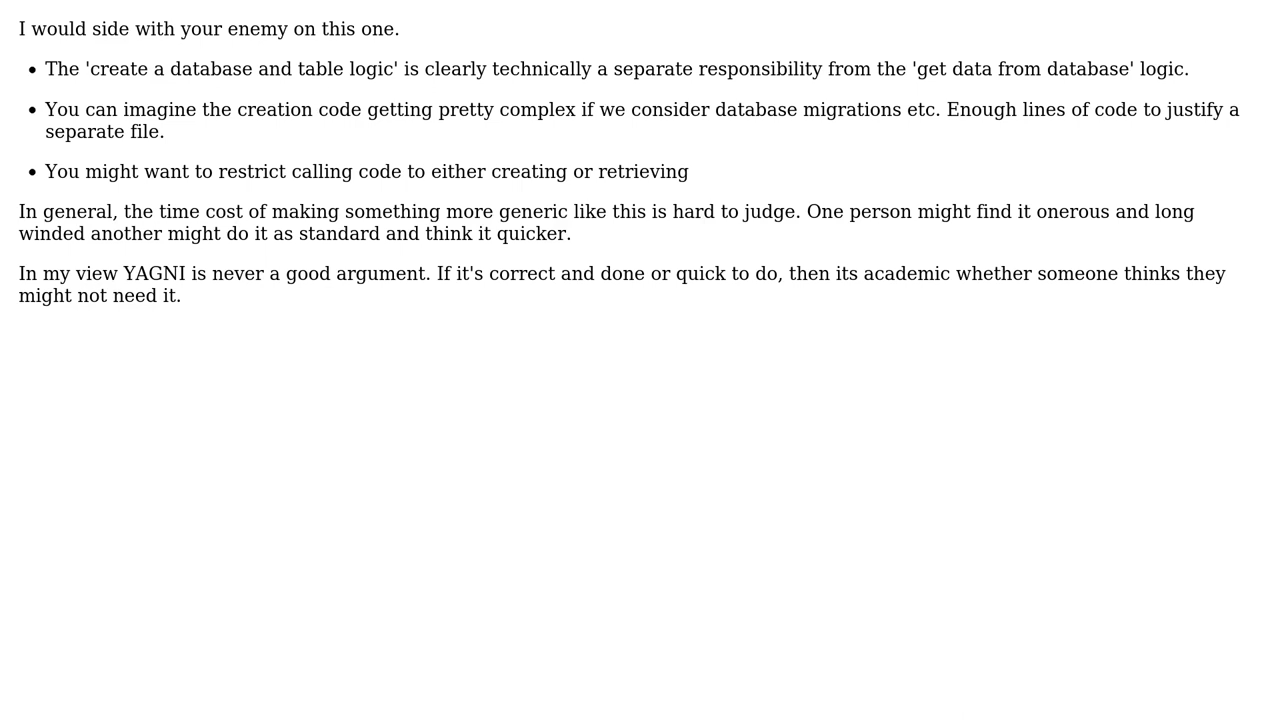 I would side with your enemy on this one.
• The 'create a database and table logic' is clearly technically a separate responsibility from the 'get data from database' logic.
• You can imagine the creation code getting pretty complex if we consider database migrations etc. Enough lines of code to justify a
separate file.
• You might want to restrict calling code to either creating or retrieving
In general, the time cost of making something more generic like this is hard to judge. One person might find it onerous and long
winded another might do it as standard and think it quicker.
In my view YAGNI is never a good argument. If it's correct and done or quick to do, then its academic whether someone thinks they
might not need it.